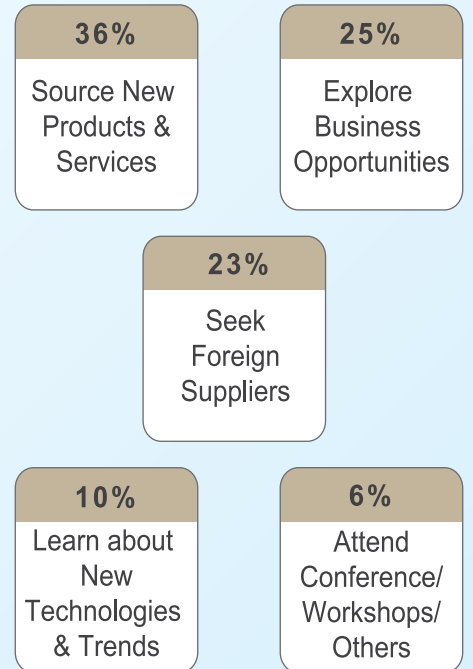 36%
Source New
Products &
Services
25%
Explore
Business
Opportunities
23%
Seek
Foreign
Suppliers
10%
Learn about
New
Technologies
& Trends
6%
Attend
Conference/
Workshops/
Others